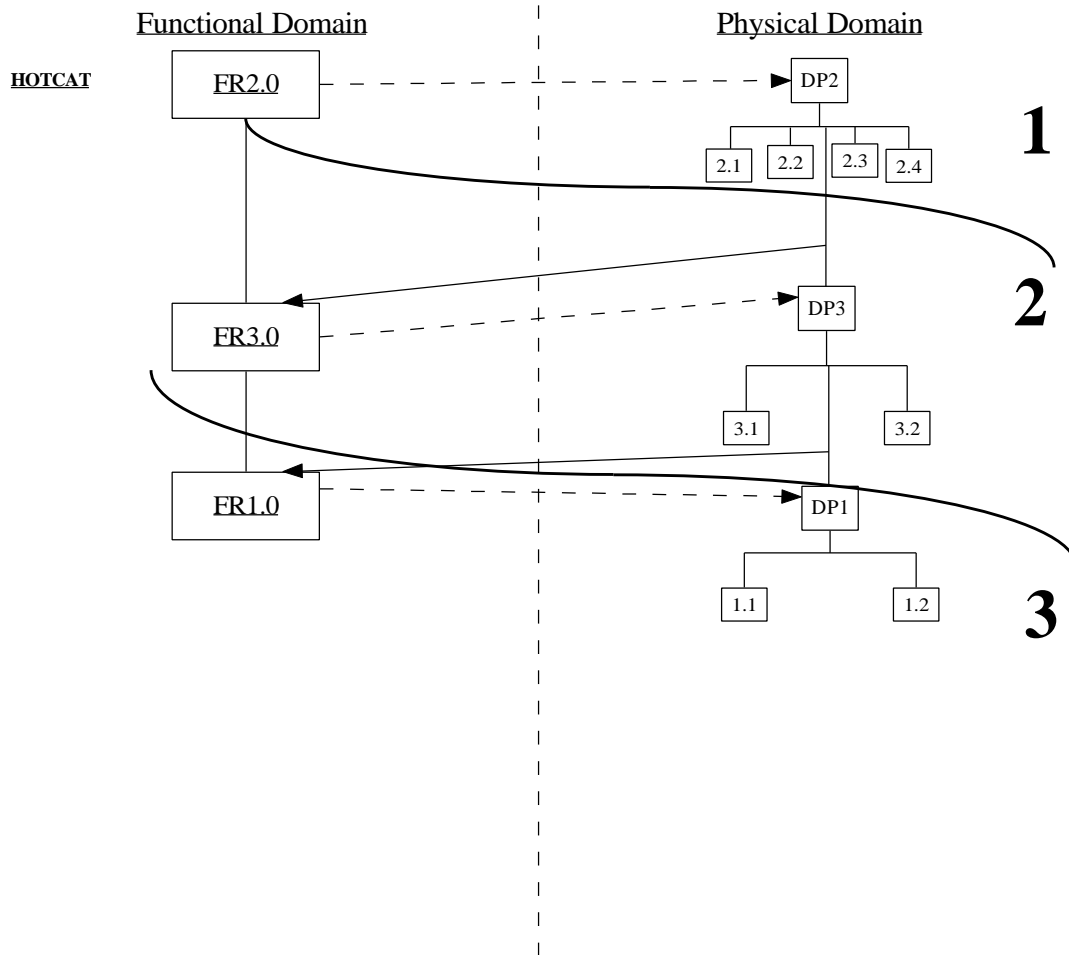 Functional Domain
Physical Domain
HOTCAT
FR2.0
DP2
1
2.1
2.2
2.3
2.4
2
FR3.0
DP3
3.1
3.2
FR1.0
DP1
1.1
1.2
3